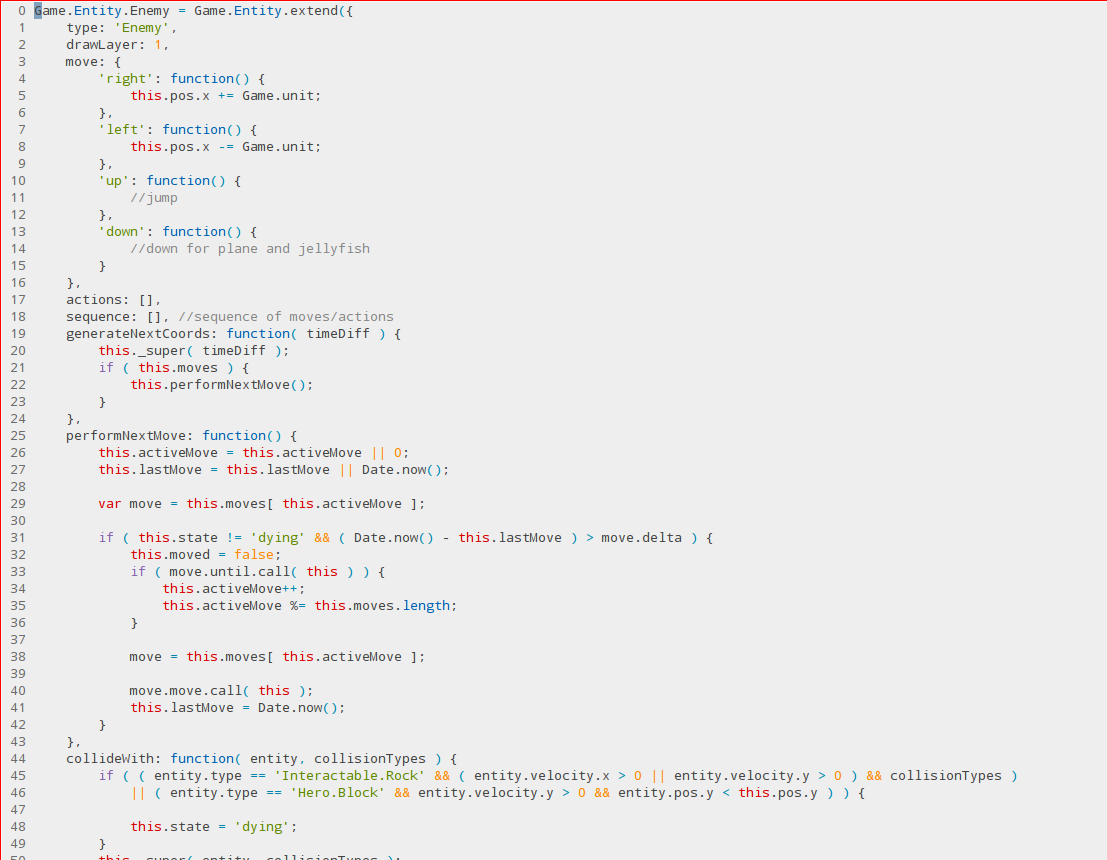 0 Game.Entity.Enemy = Game.Entity.extend({
1     type: 'Enemy',
2     drawLayer: 1,
3     move: {
4         'right': function() {
5             this.pos.x += Game.unit;
6         },
7         'left': function() {
8             this.pos.x -= Game.unit;
9         },
10         'up': function() {
11             //jump
12         },
13         'down': function() {
14             //down for plane and jellyfish
15         }
16     },
17     actions: [],
18     sequence: [], //sequence of moves/actions
19     generateNextCoords: function( timeDiff ) {
20         this._super( timeDiff );
21         if ( this.moves ) {
22             this.performNextMove();
23         }
24     },
25     performNextMove: function() {
26         this.activeMove = this.activeMove || 0;
27         this.lastMove = this.lastMove || Date.now();
28
29         var move = this.moves[ this.activeMove ];
30
31         if ( this.state != 'dying' && ( Date.now() - this.lastMove ) > move.delta ) {
32             this.moved = false;
33             if ( move.until.call( this ) ) {
34                 this.activeMove++;
35                 this.activeMove %= this.moves.length;
36             }
37
38             move = this.moves[ this.activeMove ];
39
40             move.move.call( this );
41             this.lastMove = Date.now();
42         }
43     },
44     collideWith: function( entity, collisionTypes ) {
45         if ( ( entity.type == 'Interactable.Rock' && ( entity.velocity.x > 0 || entity.velocity.y > 0 ) && collisionTypes )
46             || ( entity.type == 'Hero.Block' && entity.velocity.y > 0 && entity.pos.y < this.pos.y ) ) {
47
48             this.state = 'dying';
49         }
50         this._super( entity, collisionTypes );